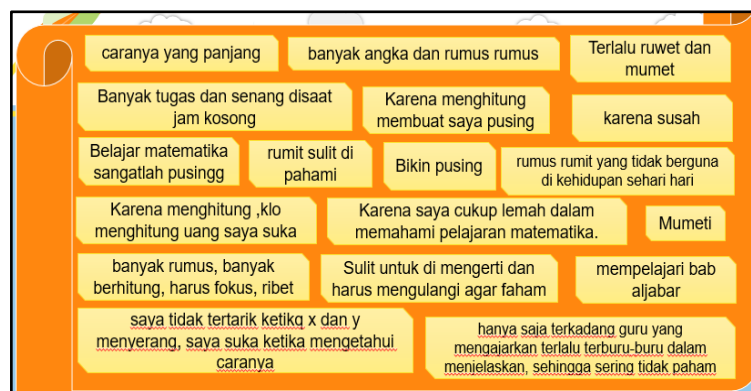 caranya yang panjang
banyak angka dan rumus rumus
Terlalu ruwet dan
mumet
Banyak tugas dan senang disaat
jam kosong
Karena menghitung
membuat saya pusing
karena susah
Belajar matematika
sangatlah pusingg
rumit sulit di
pahami
Bikin pusing
rumus rumit yang tidak berguna
di kehidupan sehari hari
Karena menghitung ,klo
menghitung uang saya suka
Karena saya cukup lemah dalam
memahami pelajaran matematika.
Mumeti
banyak rumus, banyak
berhitung, harus fokus, ribet
Sulit untuk di mengerti dan
harus mengulangi agar faham
mempelajari bab
aljabar
saya tidak tertarik ketikq x dan y
menyerang, saya suka ketika mengetahui
caranya
hanya saja terkadang guru yang
mengajarkan terlalu terburu-buru dalam
menjelaskan, sehingga sering tidak paham